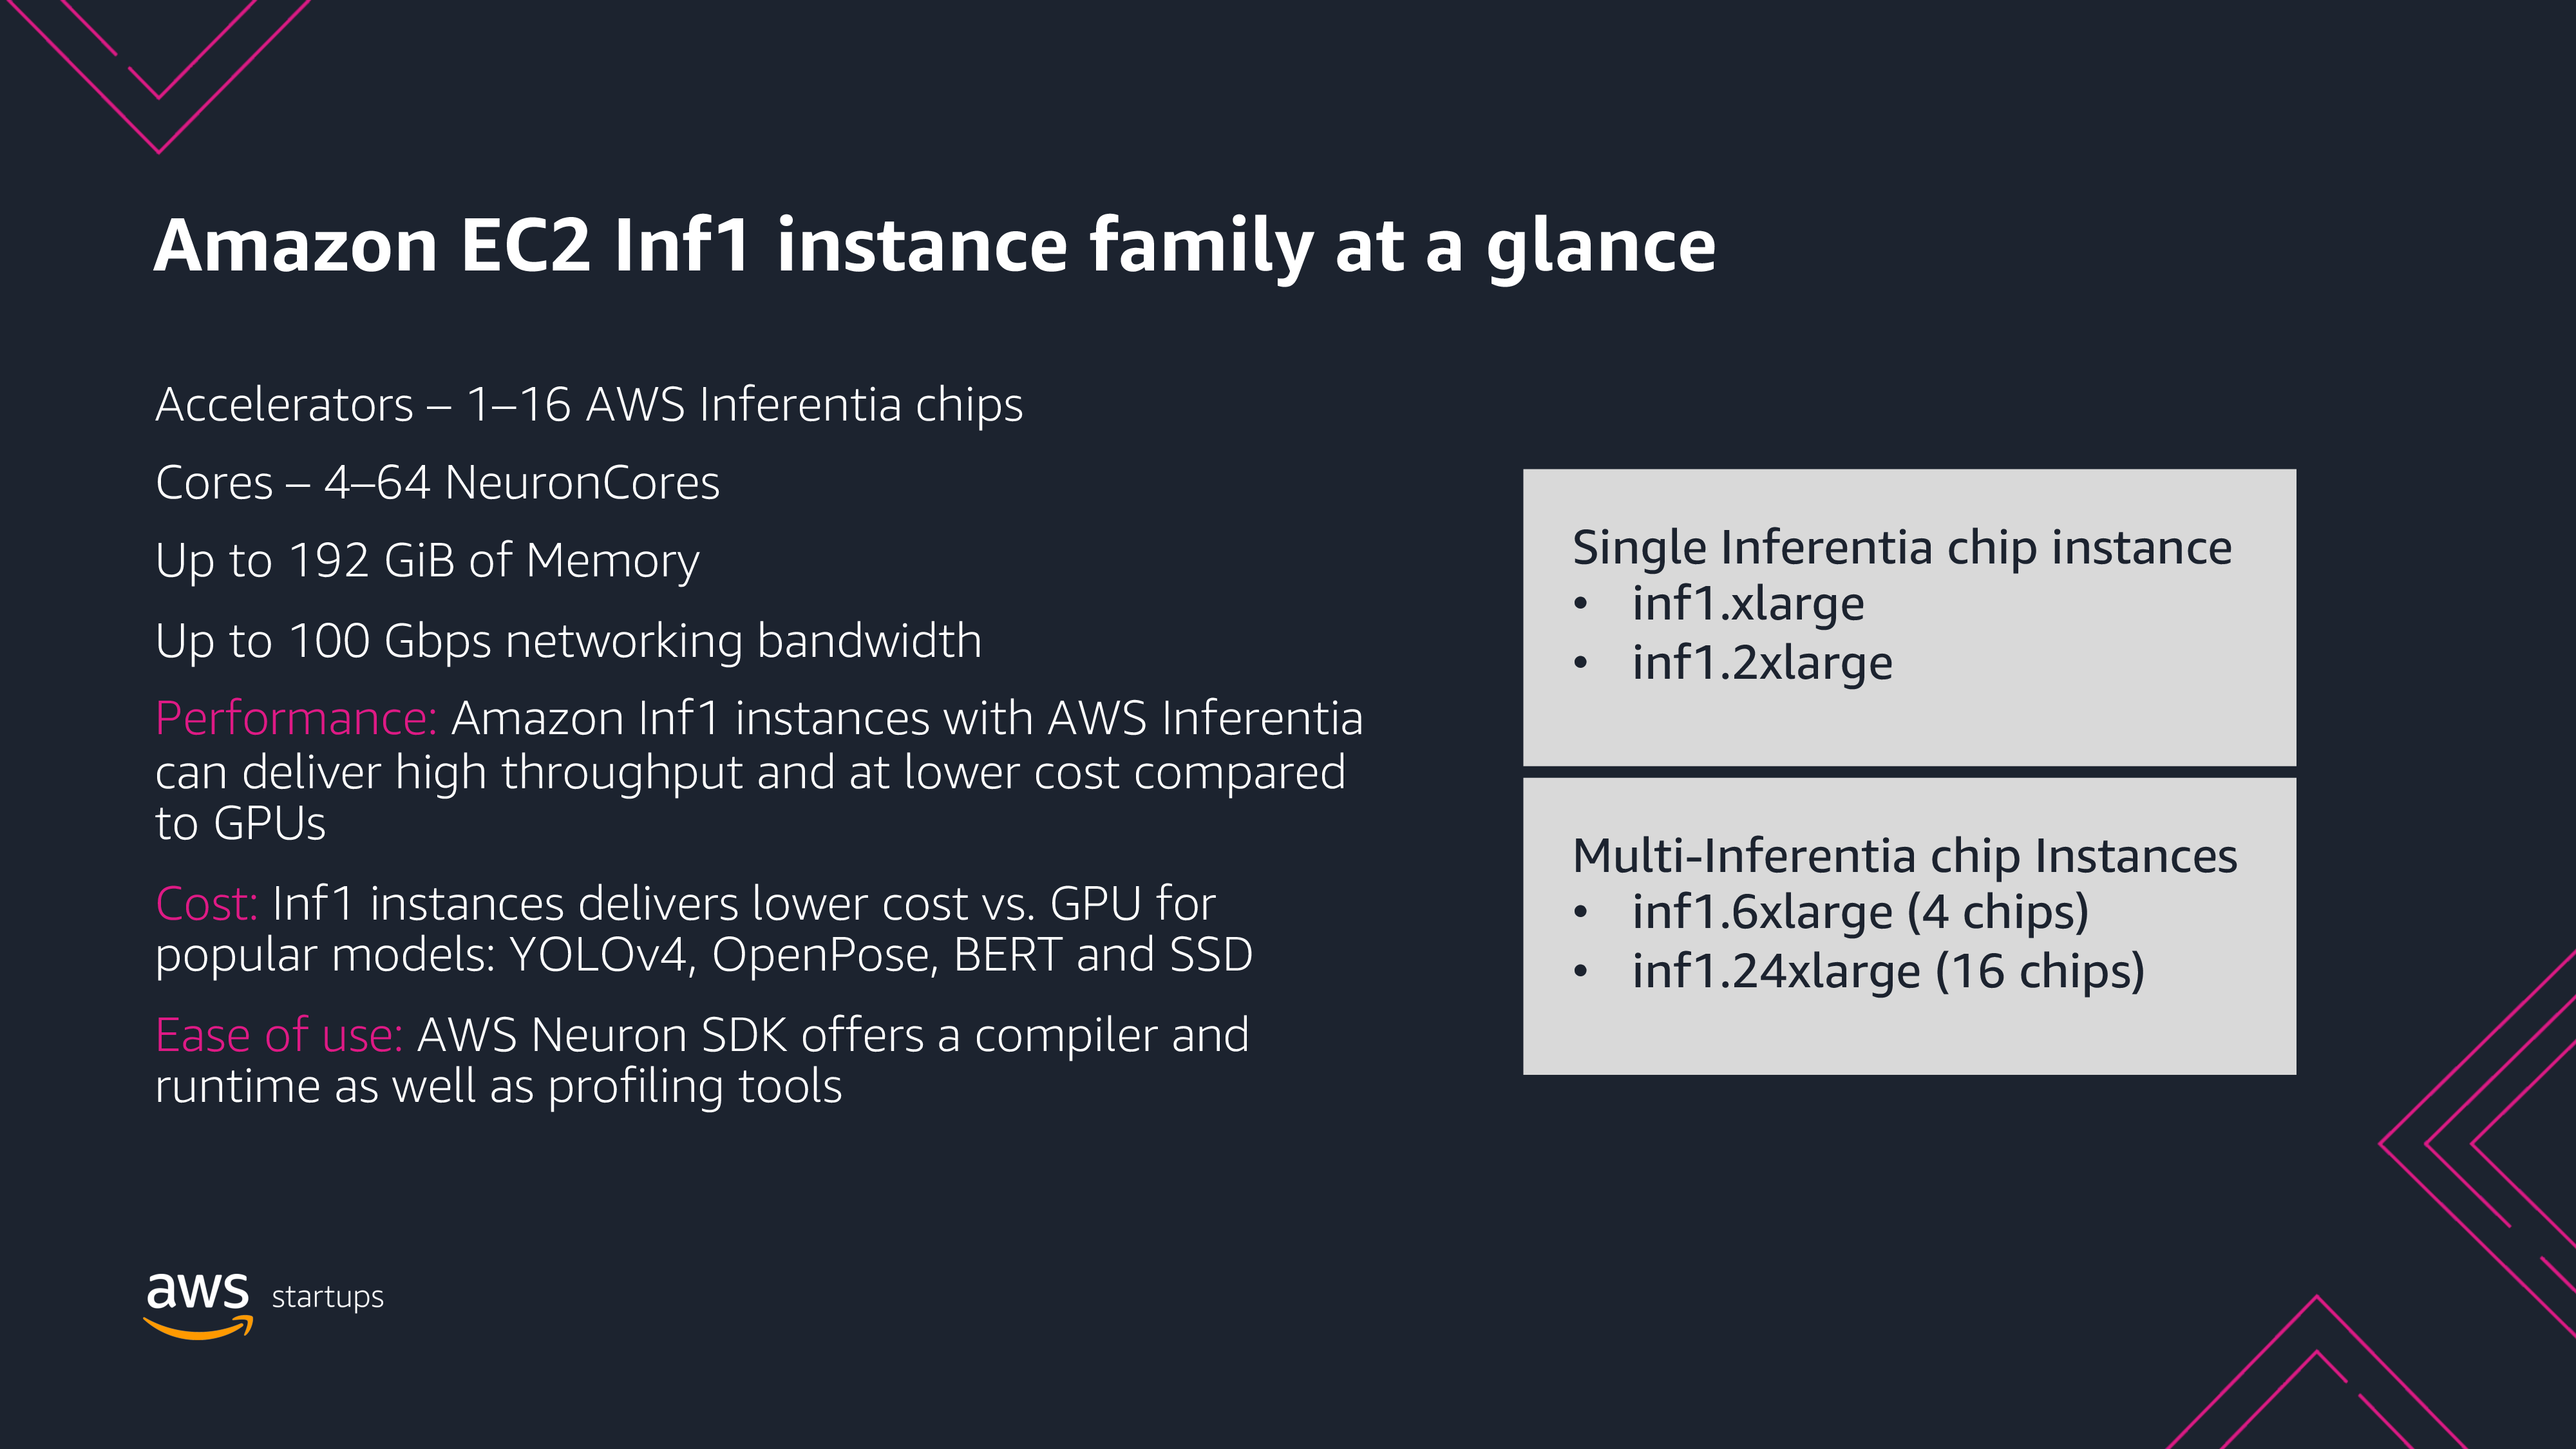 Amazon EC2 Inf1 instance family at a glance
Accelerators – 1–16 AWS Inferentia chips
Cores – 4–64 NeuronCores
Up to 192 GiB of Memory
Up to 100 Gbps networking bandwidth
Performance: Amazon Inf1 instances with AWS Inferentia
can deliver high throughput and at lower cost compared
to GPUs
Cost: Inf1 instances delivers lower cost vs. GPU for
popular models: YOLOv4, OpenPose, BERT and SSD
Ease of use: AWS Neuron SDK offers a compiler and
runtime as well as profiling tools
Single Inferentia chip instance
• inf1.xlarge
• inf1.2xlarge
Multi-Inferentia chip Instances
• inf1.6xlarge (4 chips)
• inf1.24xlarge (16 chips)
aws startups